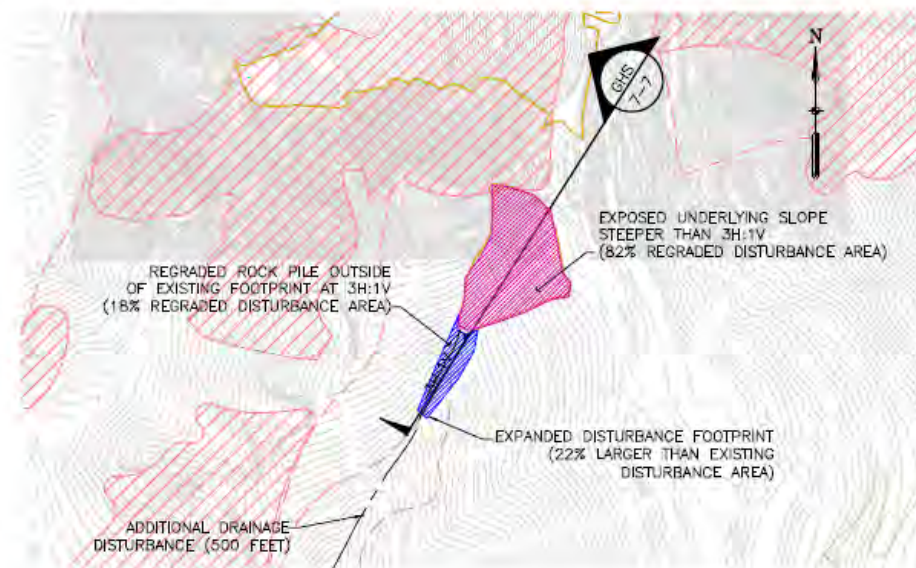 N
GHS
7-7
EXPOSED UNDERLYING SLOPE
STEEPER THAN 3H:1V
(82% REGRADED DISTURBANCE AREA)
REGRADED ROCK PILE OUTSIDE
OF EXISTING FOOTPRINT AT 3H:1V
(18% REGRADED DISTURBANCE AREA)
EXPANDED DISTURBANCE FOOTPRINT
(22% LARGER THAN EXISTING
DISTURBANCE AREA)
ADDITIONAL DRAINAGE
DISTURBANCE (500 FEET)